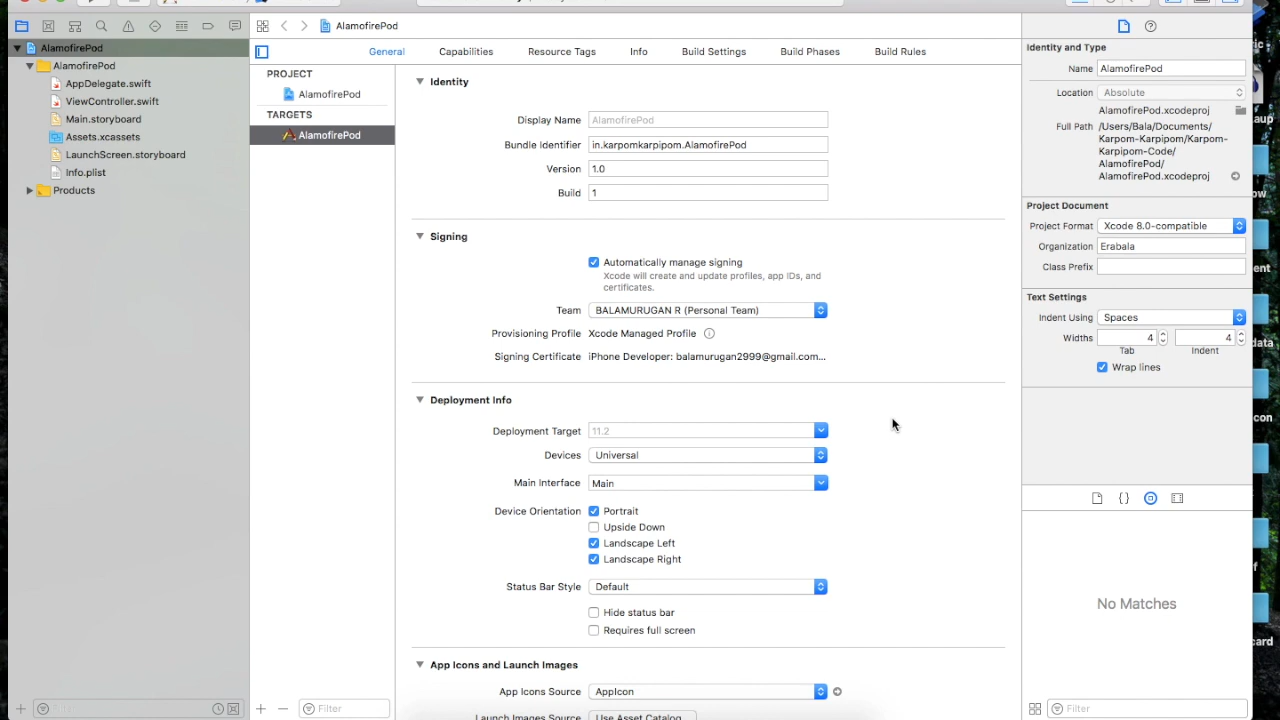 AlamofirePod
General
Capabilities
Resource Tags
Info
Build Settings
Build Phases
Build Rules
AlamofirePod
AlamofirePod
AppDelegate.swift
ViewController.swift
Main.storyboard
Assets.xcassets
LaunchScreen.storyboard
Info.plist
Products
PROJECT
AlamofirePod
TARGETS
AlamofirePod
Filter
Identity
Display Name AlamofirePod
Bundle Identifier in.karpomkarpipom.AlamofirePod
Version 1.0
Build 1
Signing
Automatically manage signing
Xcode will create and update profiles, app IDs, and
certificates.
Team BALAMURUGAN R (Personal Team)
Provisioning Profile Xcode Managed Profile
Signing Certificate iPhone Developer: balamurugan2999@gmail.com...
Deployment Info
Deployment Target 11.2
Devices Universal
Main Interface Main
Device Orientation Portrait
Upside Down
Landscape Left
Landscape Right
Status Bar Style Default
Hide status bar
Requires full screen
App Icons and Launch Images
App Icons Source AppIcon
Launch Images Source Use Asset Catalog
Identity and Type
Name AlamofirePod
Location Absolute
AlamofirePod.xcodeproj
Full Path /Users/Bala/Documents/
Karpom-Karpipom/Karpom-
Karpipom-Code/
AlamofirePod/
AlamofirePod.xcodeproj
Project Document
Project Format Xcode 8.0-compatible
Organization Erabala
Class Prefix
Text Settings
Indent Using Spaces
Widths 4 4
Tab Indent
Wrap lines
No Matches
Filter